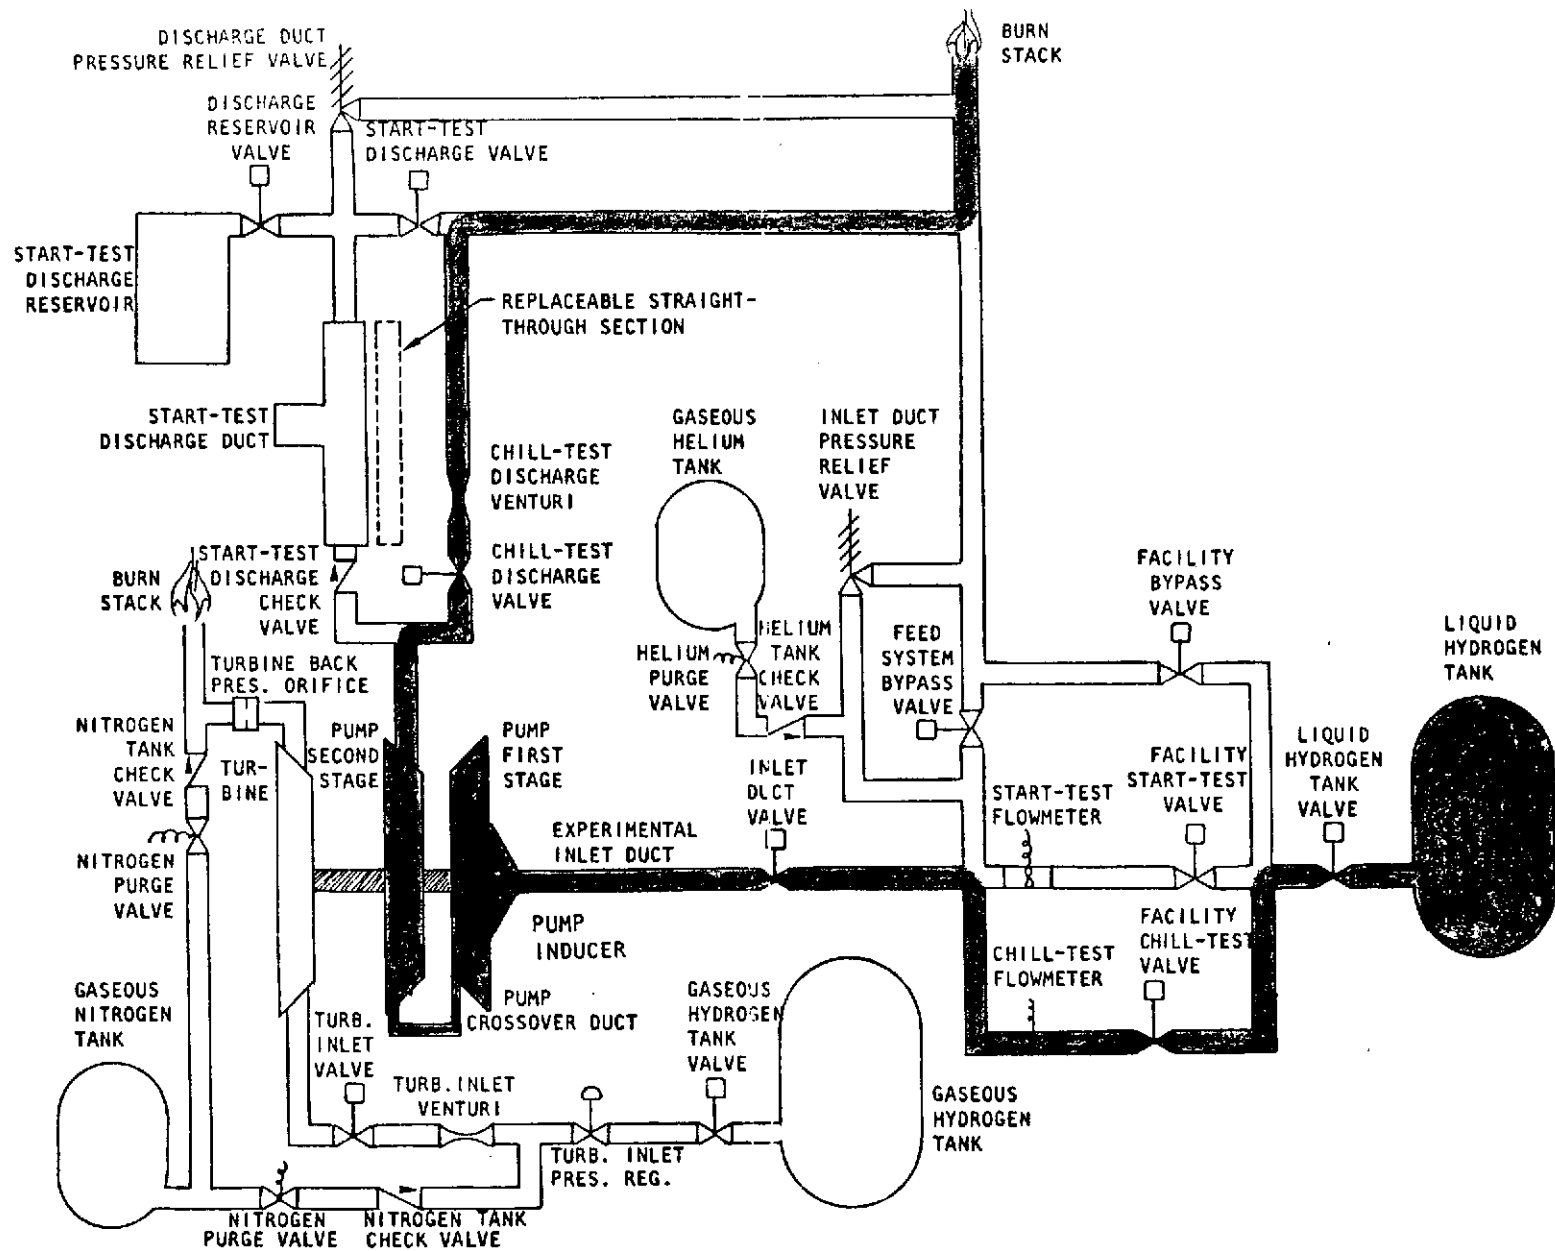 DISCHARGE DUCT
PRESSURE RELIEF VALVE
BURN
STACK
DISCHARGE
RESERVOIR
VALVE
START-TEST
DISCHARGE VALVE
START-TEST
DISCHARGE
RESERVOIR
REPLACEABLE STRAIGHT-
THROUGH SECTION
START-TEST
DISCHARGE DUCT
CHILL-TEST
DISCHARGE
VENTURI
GASEOUS
HELIUM
TANK
INLET DUCT
PRESSURE
RELIEF
VALVE
START-TEST
DISCHARGE
CHECK
VALVE
BURN
STACK
CHILL-TEST
DISCHARGE
VALVE
FACILITY
BYPASS
VALVE
LIQUID
HYDROGEN
TANK
HELIUM
PURGE
VALVE
HELIUM
TANK
CHECK
VALVE
FEED
SYSTEM
BYPASS
VALVE
TURBINE BACK
PRES. ORIFICE
NITROGEN
TANK
CHECK
VALVE
TUR-
BINE
PUMP
SECOND
STAGE
PUMP
FIRST
STAGE
INLET
DUCT
VALVE
START-TEST
FLOWMETER
FACILITY
START-TEST
VALVE
LIQUID
HYDROGEN
TANK
VALVE
EXPERIMENTAL
INLET DUCT
NITROGEN
PURGE
VALVE
PUMP
INDUCER
CHILL-TEST
FLOWMETER
FACILITY
CHILL-TEST
VALVE
GASEOUS
NITROGEN
TANK
PUMP
CROSSOVER DUCT
GASEOUS
HYDROGEN
TANK
VALVE
TURB.
INLET
VALVE
TURB. INLET
VENTURI
GASEOUS
HYDROGEN
TANK
TURB. INLET
PRES. REG.
NITROGEN
PURGE VALVE
NITROGEN TANK
CHECK VALVE